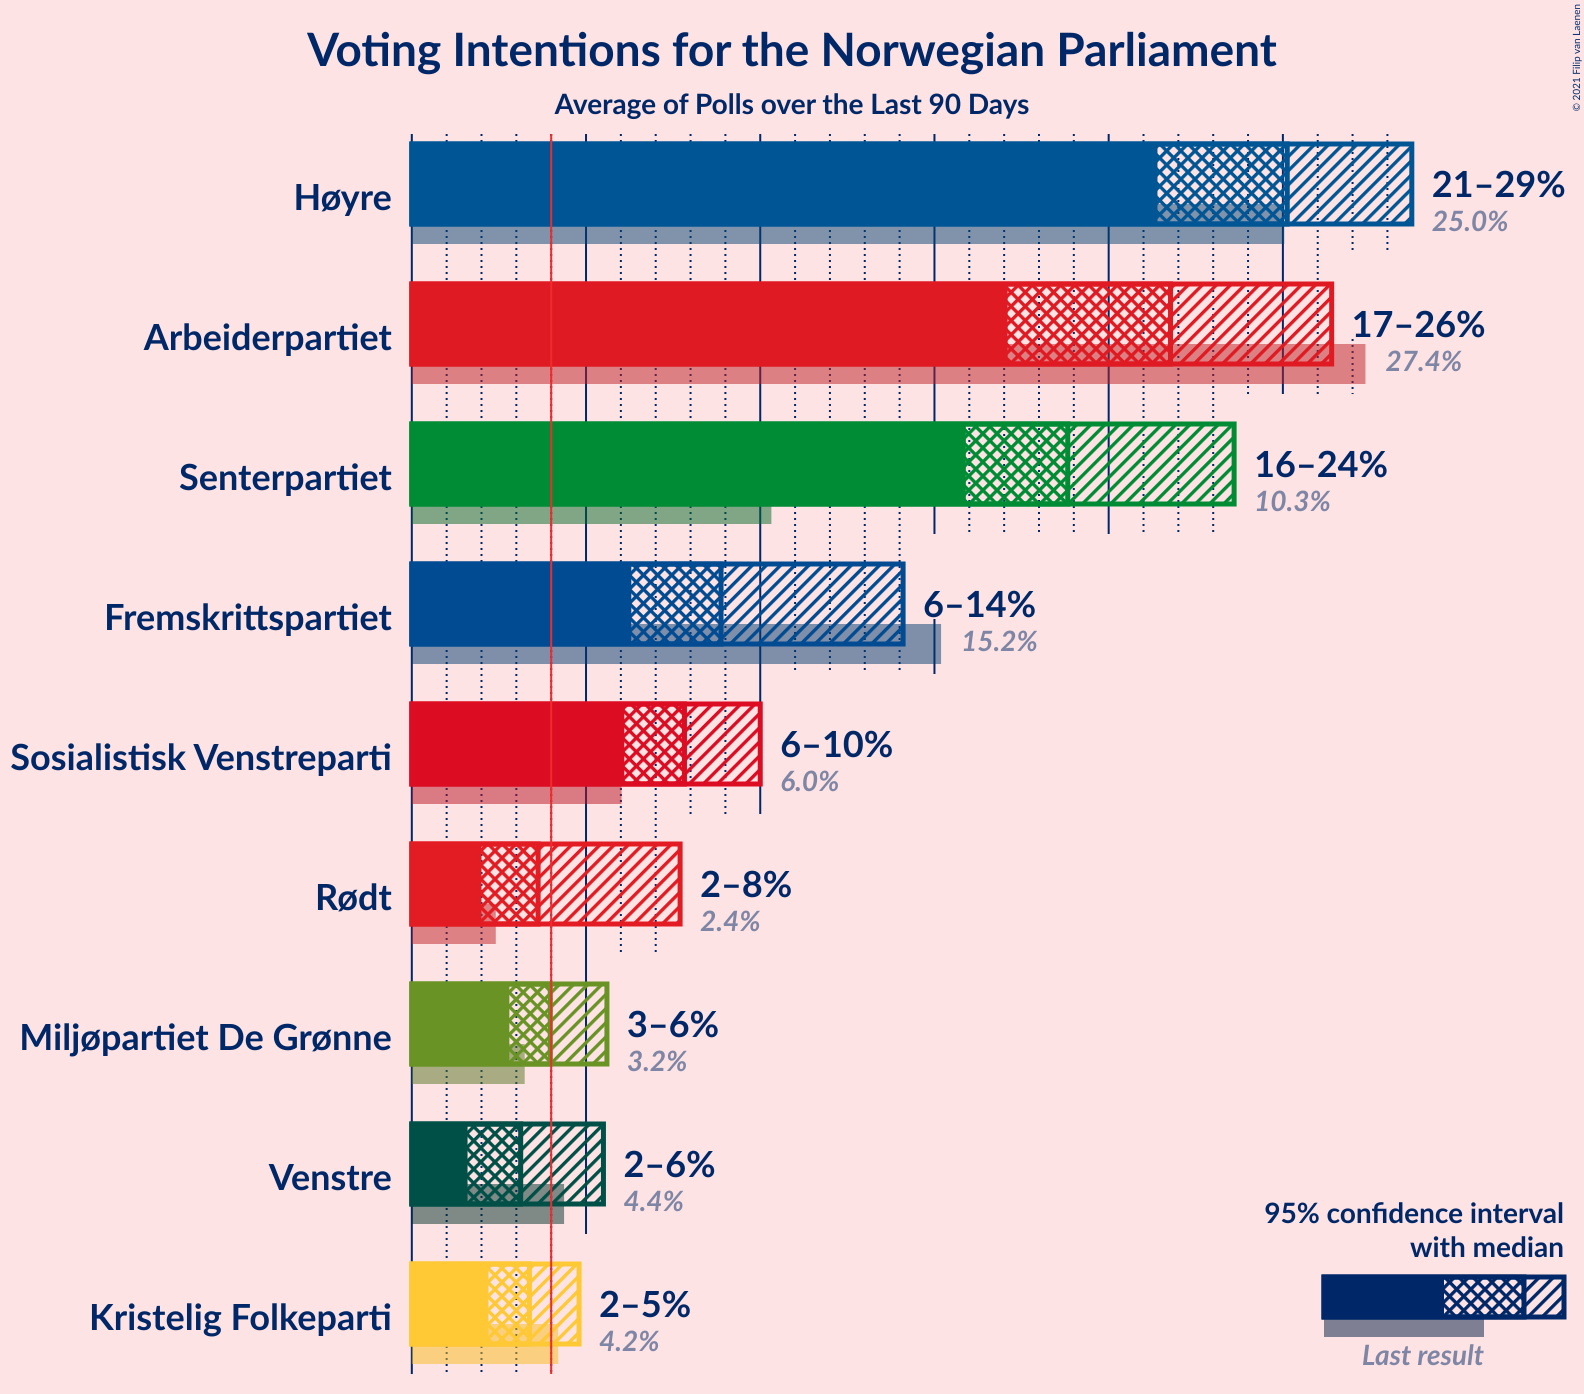 Voting Intentions for the Norwegian Parliament
Average of Polls over the Last 90 Days
© 2021 Filip van Laenen
Høyre
21–29%
25.0%
Arbeiderpartiet
17–26%
27.4%
Senterpartiet
16–24%
10.3%
Fremskrittspartiet
6–14%
15.2%
Sosialistisk Venstreparti
6–10%
6.0%
Rødt
2–8%
2.4%
Miljøpartiet De Grønne
3–6%
3.2%
Venstre
2–6%
4.4%
Kristelig Folkeparti
2–5%
4.2%
95% confidence interval
with median
Last result